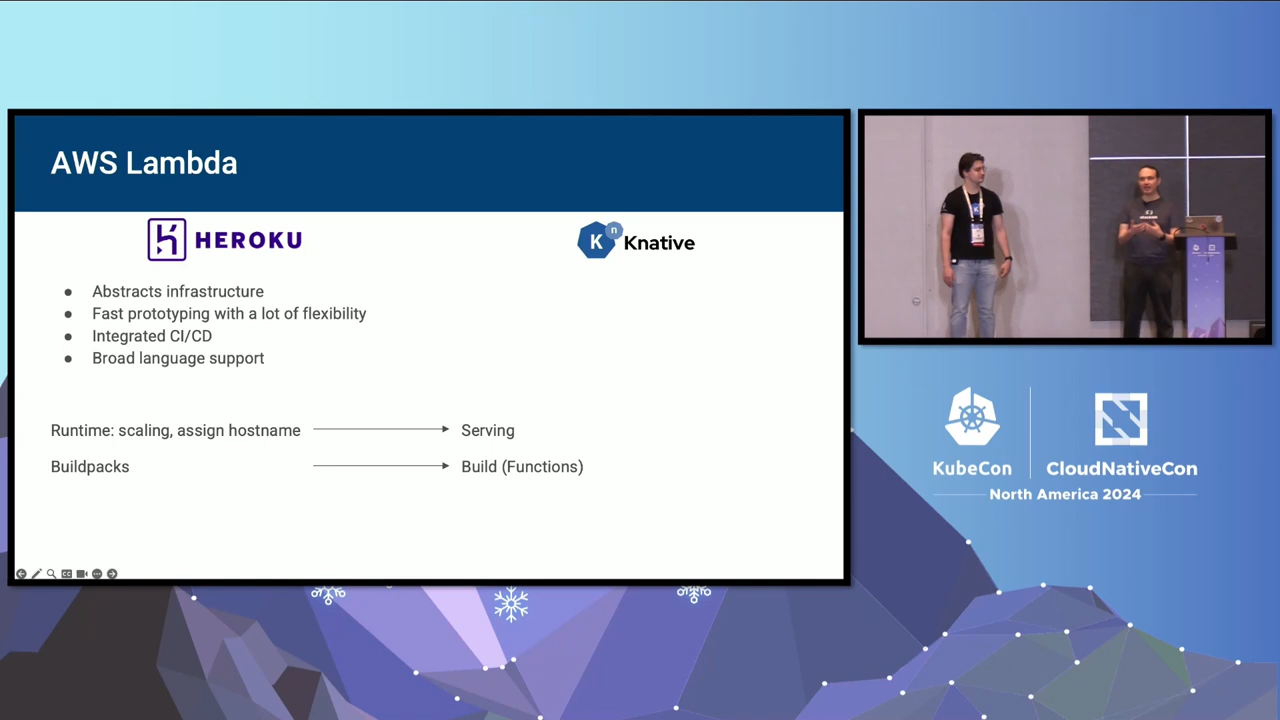 AWS Lambda
HEROKU
K n Knative
Abstracts infrastructure
Fast prototyping with a lot of flexibility
Integrated CI/CD
Broad language support
Runtime: scaling, assign hostname
Serving
Buildpacks
Build (Functions)
KubeCon
CloudNativeCon
North America 2024